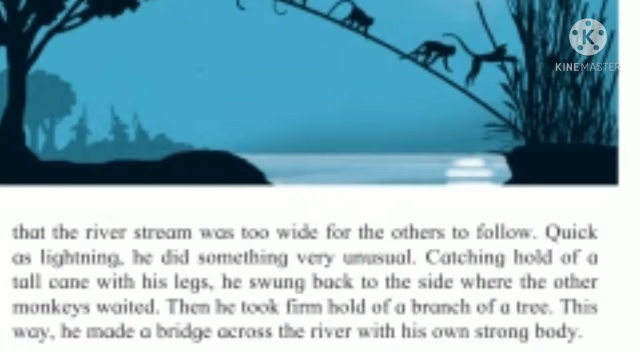 K
KINEMASTER
that the river stream was too wide for the others to follow. Quick
as lightning, he did something very unusual. Catching hold of a
tall cane with his legs, he swung back to the side where the other
monkeys waited. Then he took firm hold of a branch of a tree. This
way, he made a bridge across the river with his own strong body.